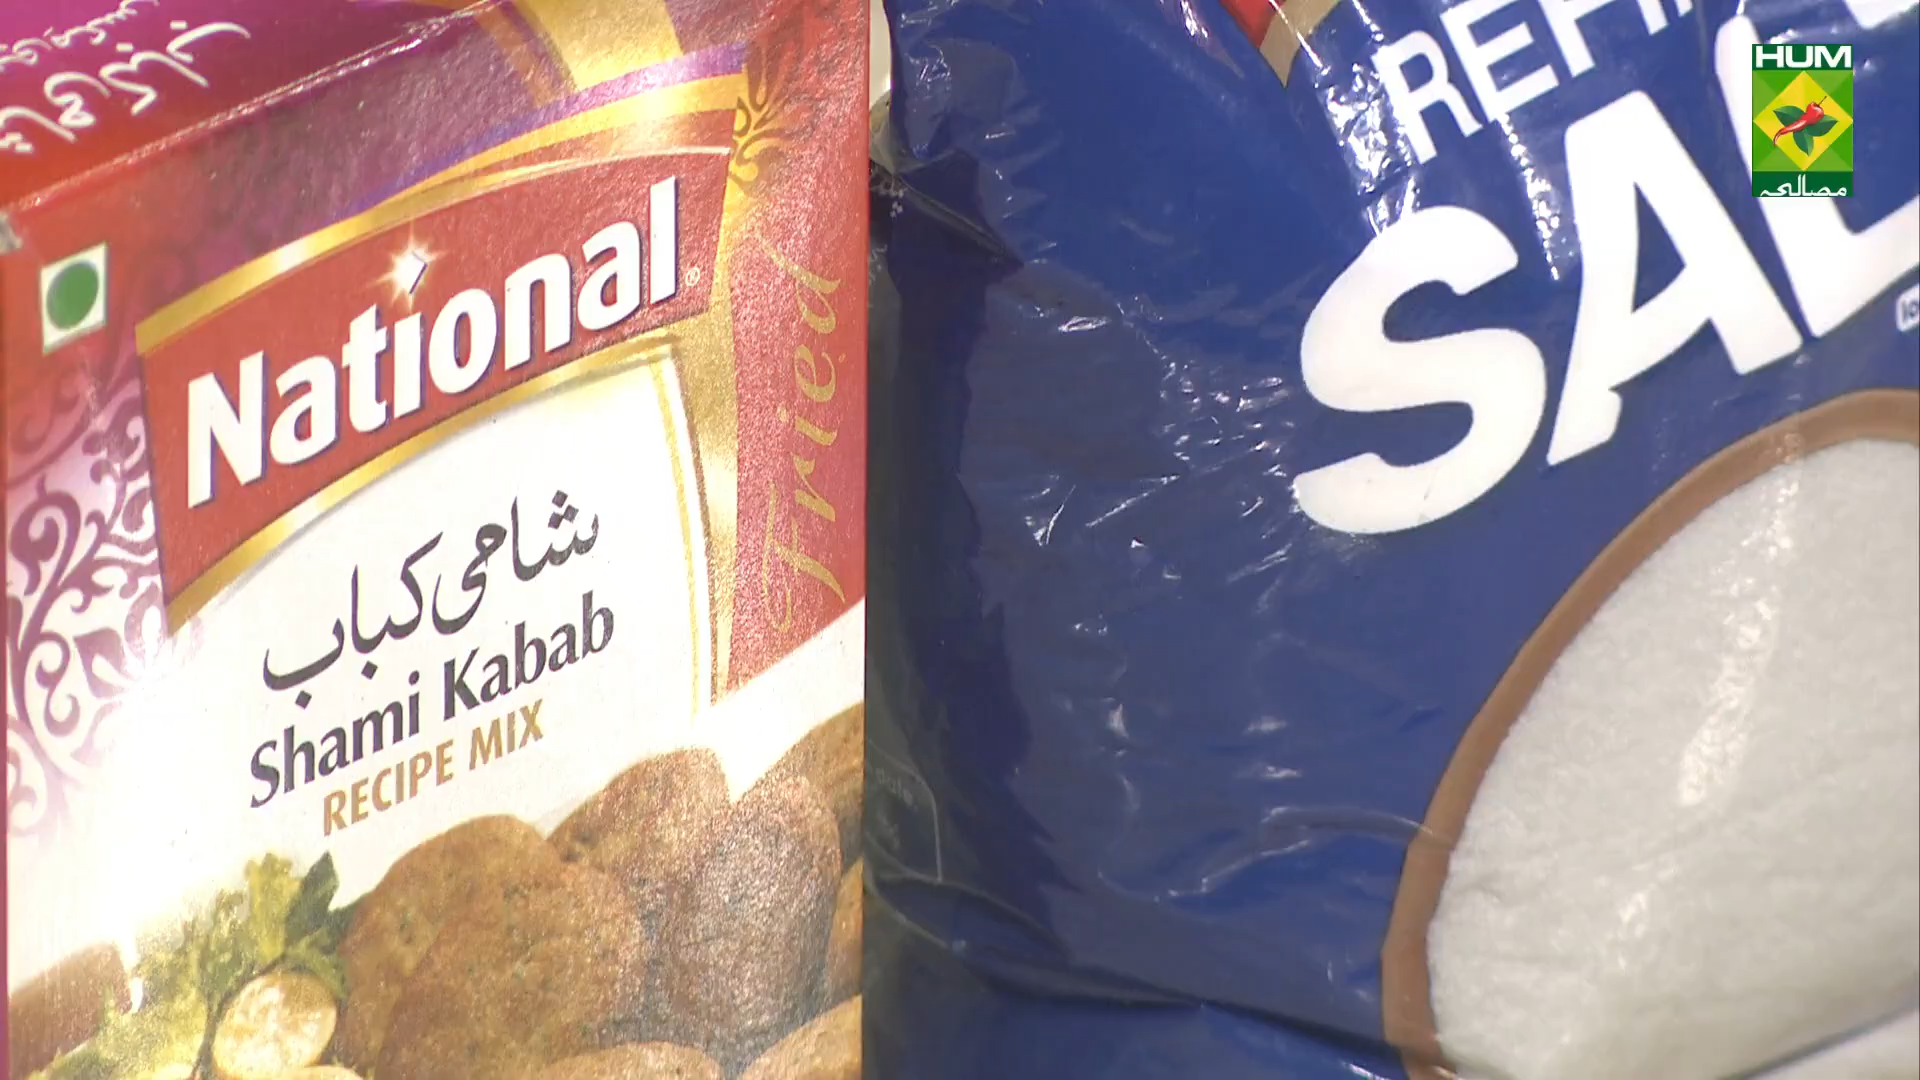 National®
Fried
شامی کباب
Shami Kabab
RECIPE MIX
SAL
HUM
مصالحہ